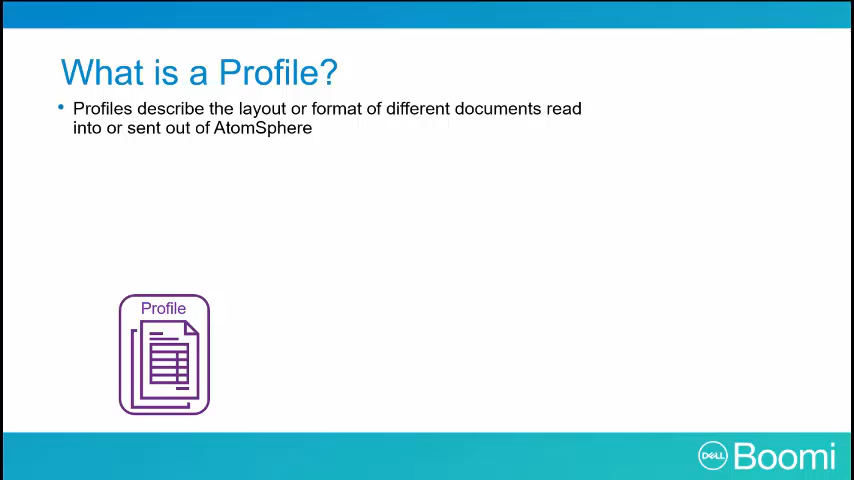 What is a Profile?
• Profiles describe the layout or format of different documents read
into or sent out of AtomSphere
Profile
DELL Boomi